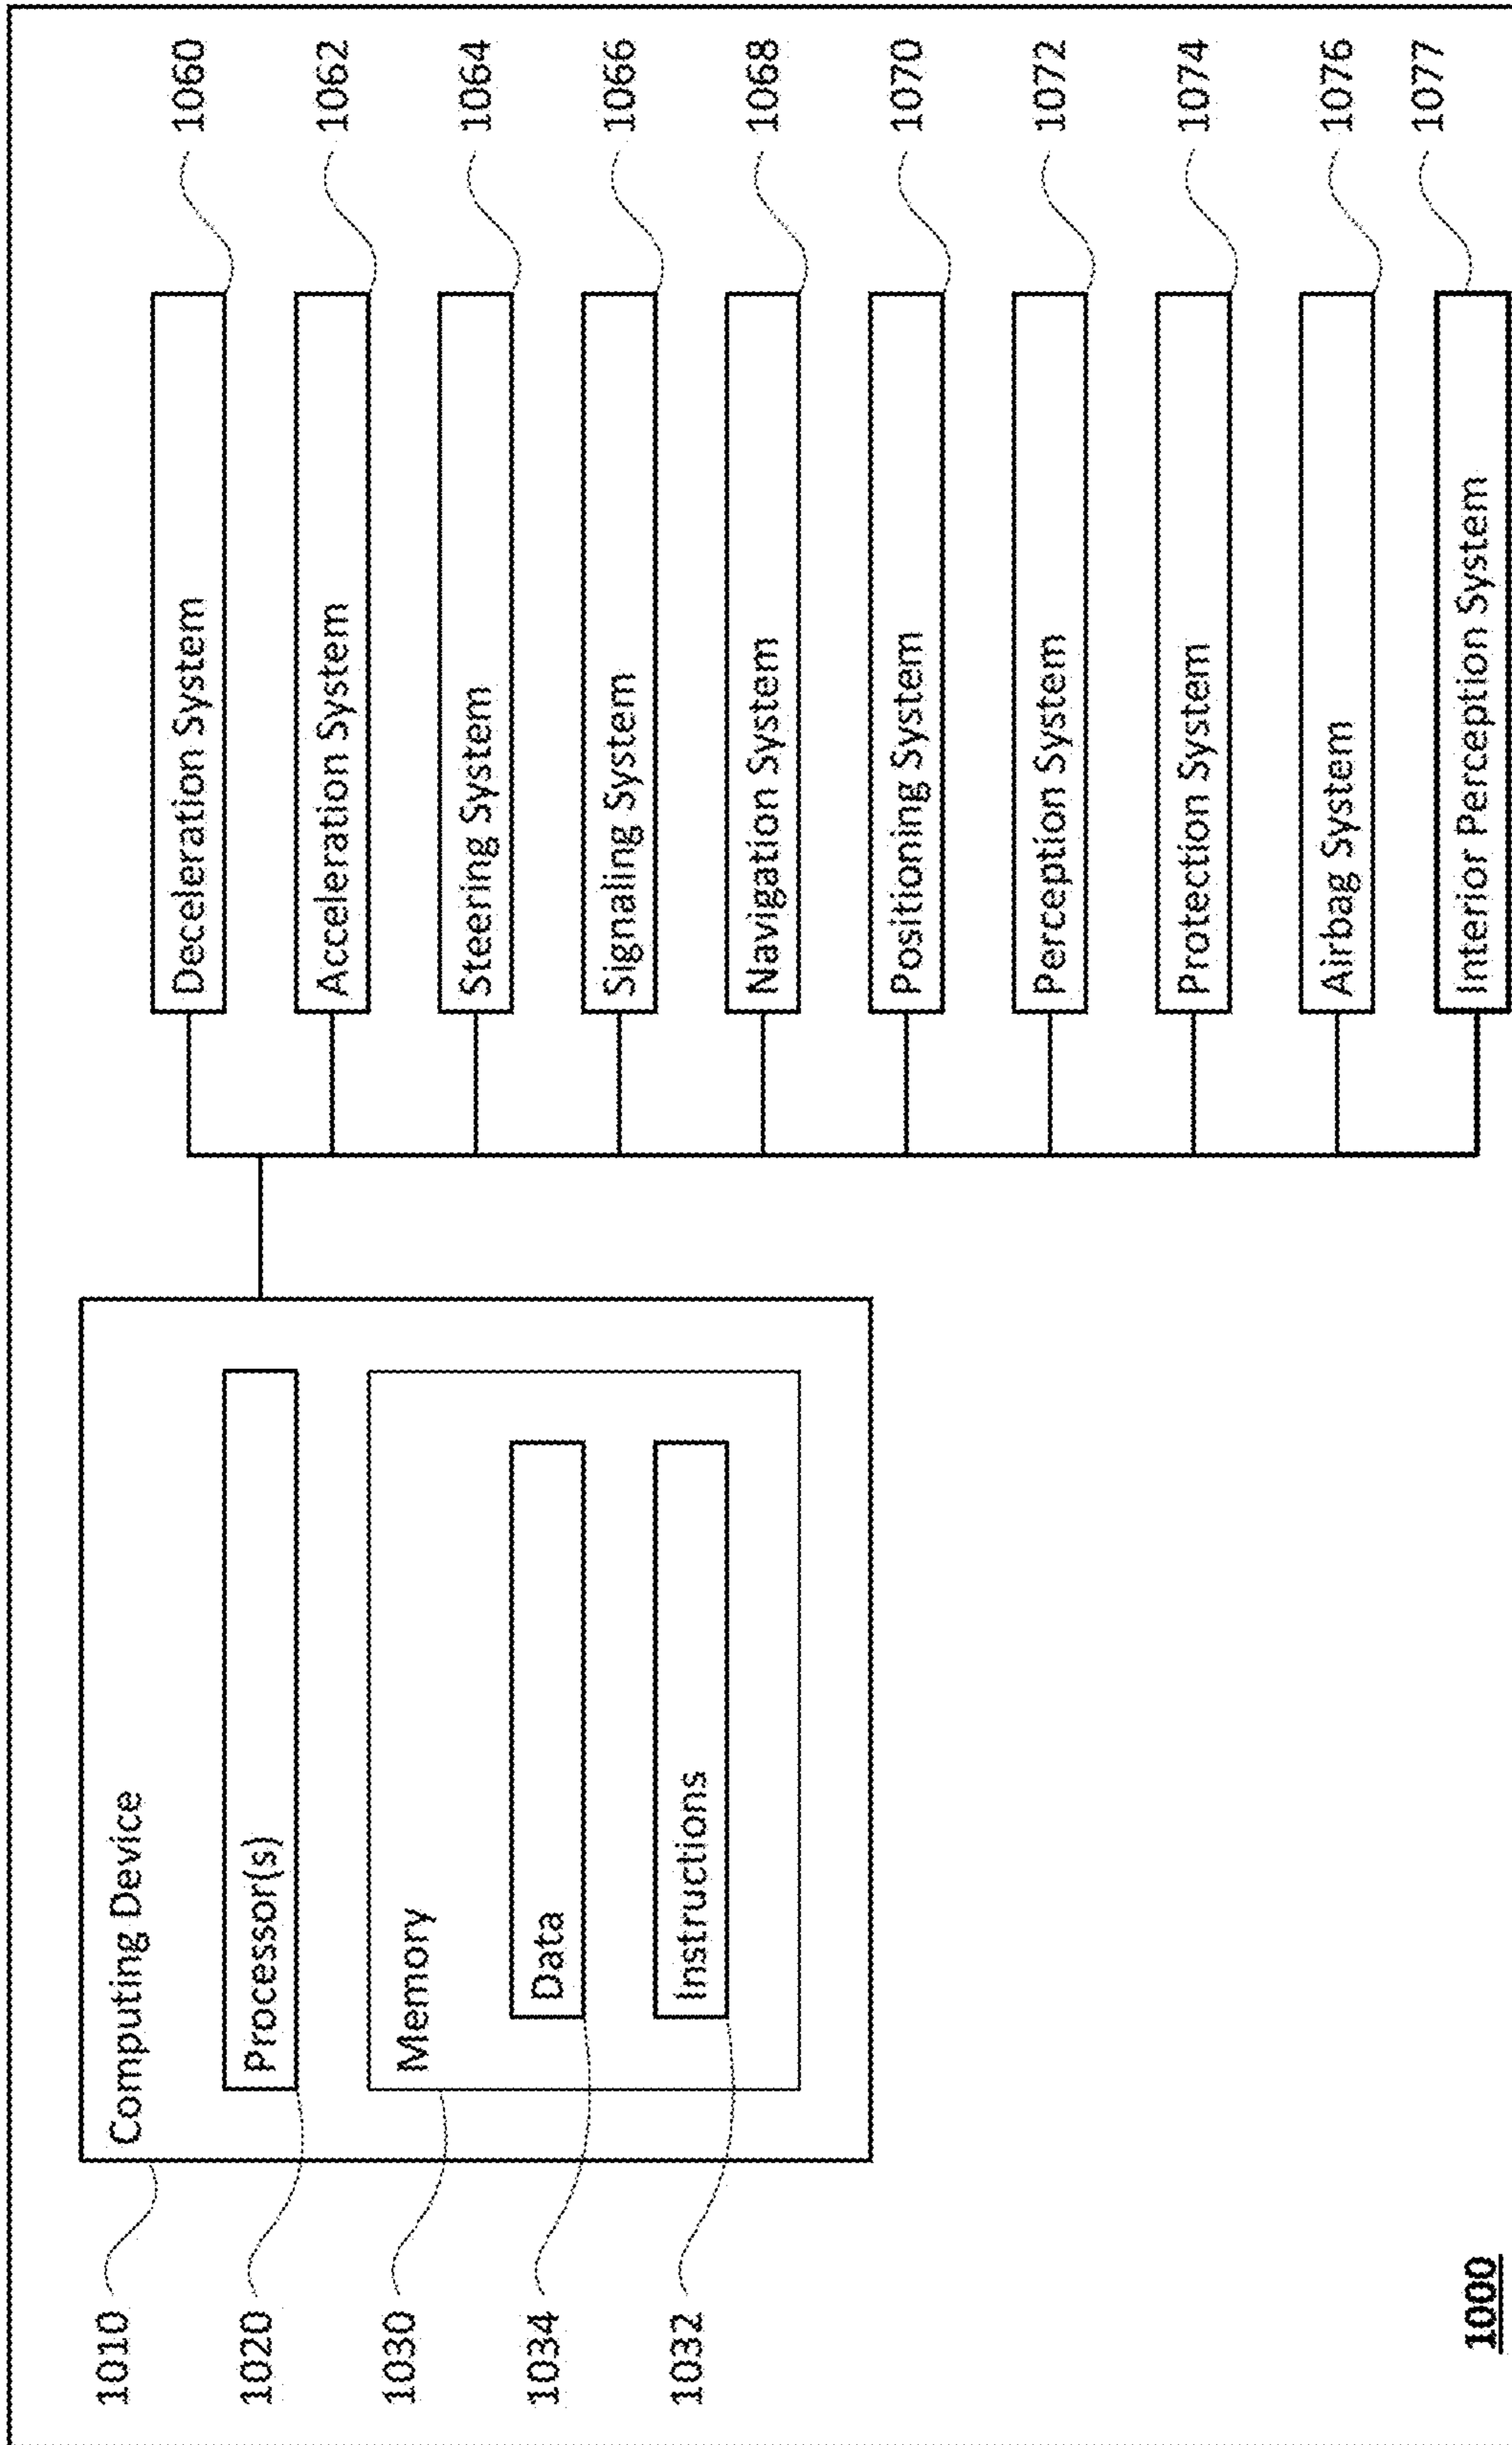 1010
Computing Device
1020
Processor(s)
1030
Memory
1034
Data
1032
Instructions
Deceleration System
1060
Acceleration System
1062
Steering System
1064
Signaling System
1066
Navigation System
1068
Positioning System
1070
Perception System
1072
Protection System
1074
Airbag System
1076
Interior Perception System
1077
1000